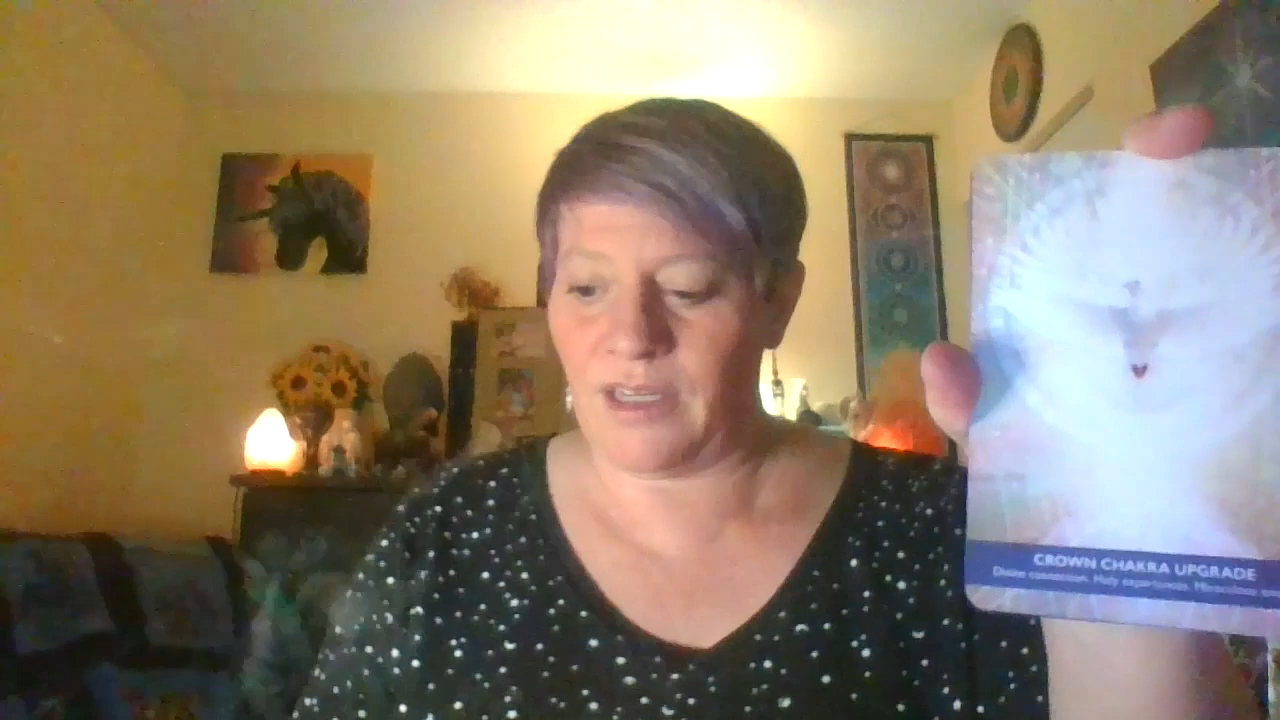 CROWN CHAKRA UPGRADE
Divine connection. Holy experiences. Miraculous